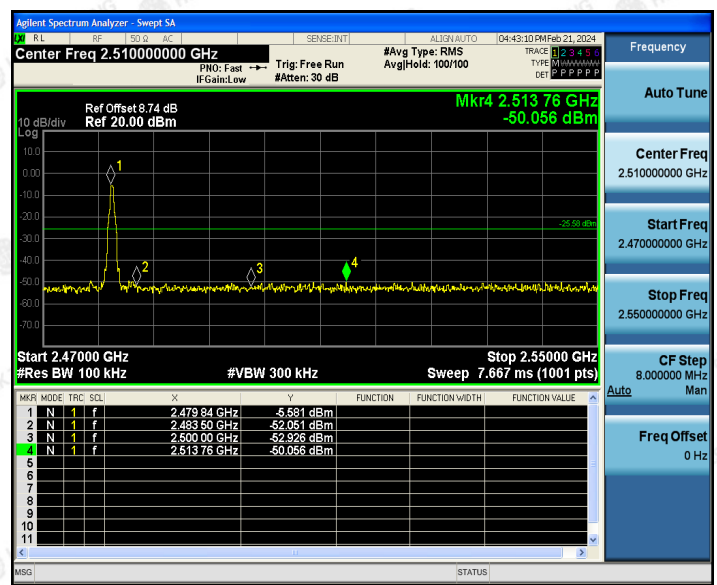 Agilent Spectrum Analyzer - Swept SA
RL RF 50 Ω AC SENSE:INT ALIGN AUTO 04:43:10 PM Feb 21, 2024
Center Freq 2.510000000 GHz
PNO: Fast
IFGain:Low
Trig: Free Run
#Atten: 30 dB
#Avg Type: RMS
Avg|Hold: 100/100
TRACE 1 2 3 4 5 6
TYPE M
DET P P P P P P
Mkr4 2.513 76 GHz
-50.056 dBm
Ref Offset 8.74 dB
10 dB/div Ref 20.00 dBm
Log
10.0
0.00
-10.0
-20.0
-30.0
-40.0
-50.0
-60.0
-70.0
1
2
3
4
-25.58 dBm
Start 2.47000 GHz Stop 2.55000 GHz
#Res BW 100 kHz #VBW 300 kHz Sweep 7.667 ms (1001 pts)
MKR MODE TRC SCL X Y FUNCTION FUNCTION WIDTH FUNCTION VALUE
1 N 1 f 2.479 84 GHz -5.581 dBm
2 N 1 f 2.483 50 GHz -52.051 dBm
3 N 1 f 2.500 00 GHz -52.926 dBm
4 N 1 f 2.513 76 GHz -50.056 dBm
5
6
7
8
9
10
11
MSG STATUS
Frequency
Auto Tune
Center Freq
2.510000000 GHz
Start Freq
2.470000000 GHz
Stop Freq
2.550000000 GHz
CF Step
8.000000 MHz
Auto Man
Freq Offset
0 Hz